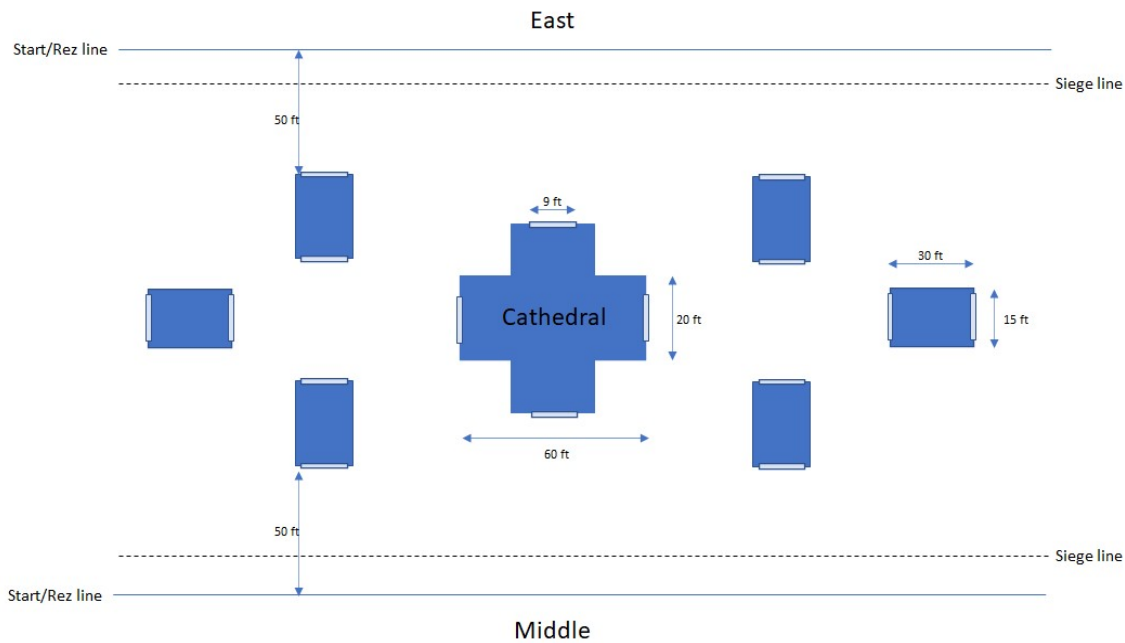 East
Start/Rez line
Siege line
50 ft
9 ft
30 ft
Cathedral
20 ft
15 ft
60 ft
50 ft
Siege line
Start/Rez line
Middle